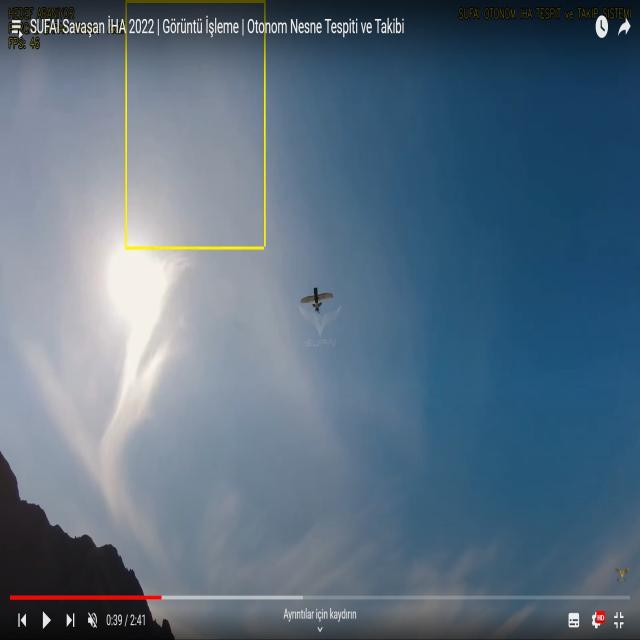 HEDEF ARANIYOR
SUFAI OTONOM İHA TESPİT ve TAKİP SİSTEMİ
SUFAI Savaşan İHA 2022 | Görüntü İşleme | Otonom Nesne Tespiti ve Takibi
FPS: 46
SUFAI
0:39 / 2:41
Ayrıntılar için kaydırın
HD